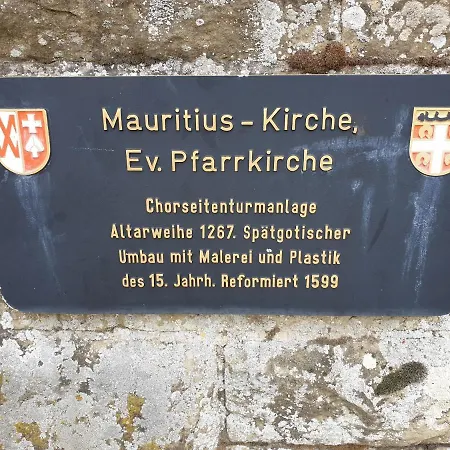 Mauritius - Kirche,
Ev. Pfarrkirche
Chorseitenturmanlage
Altarweihe 1267. Spätgotischer
Umbau mit Malerei und Plastik
des 15. Jahrh. Reformiert 1599